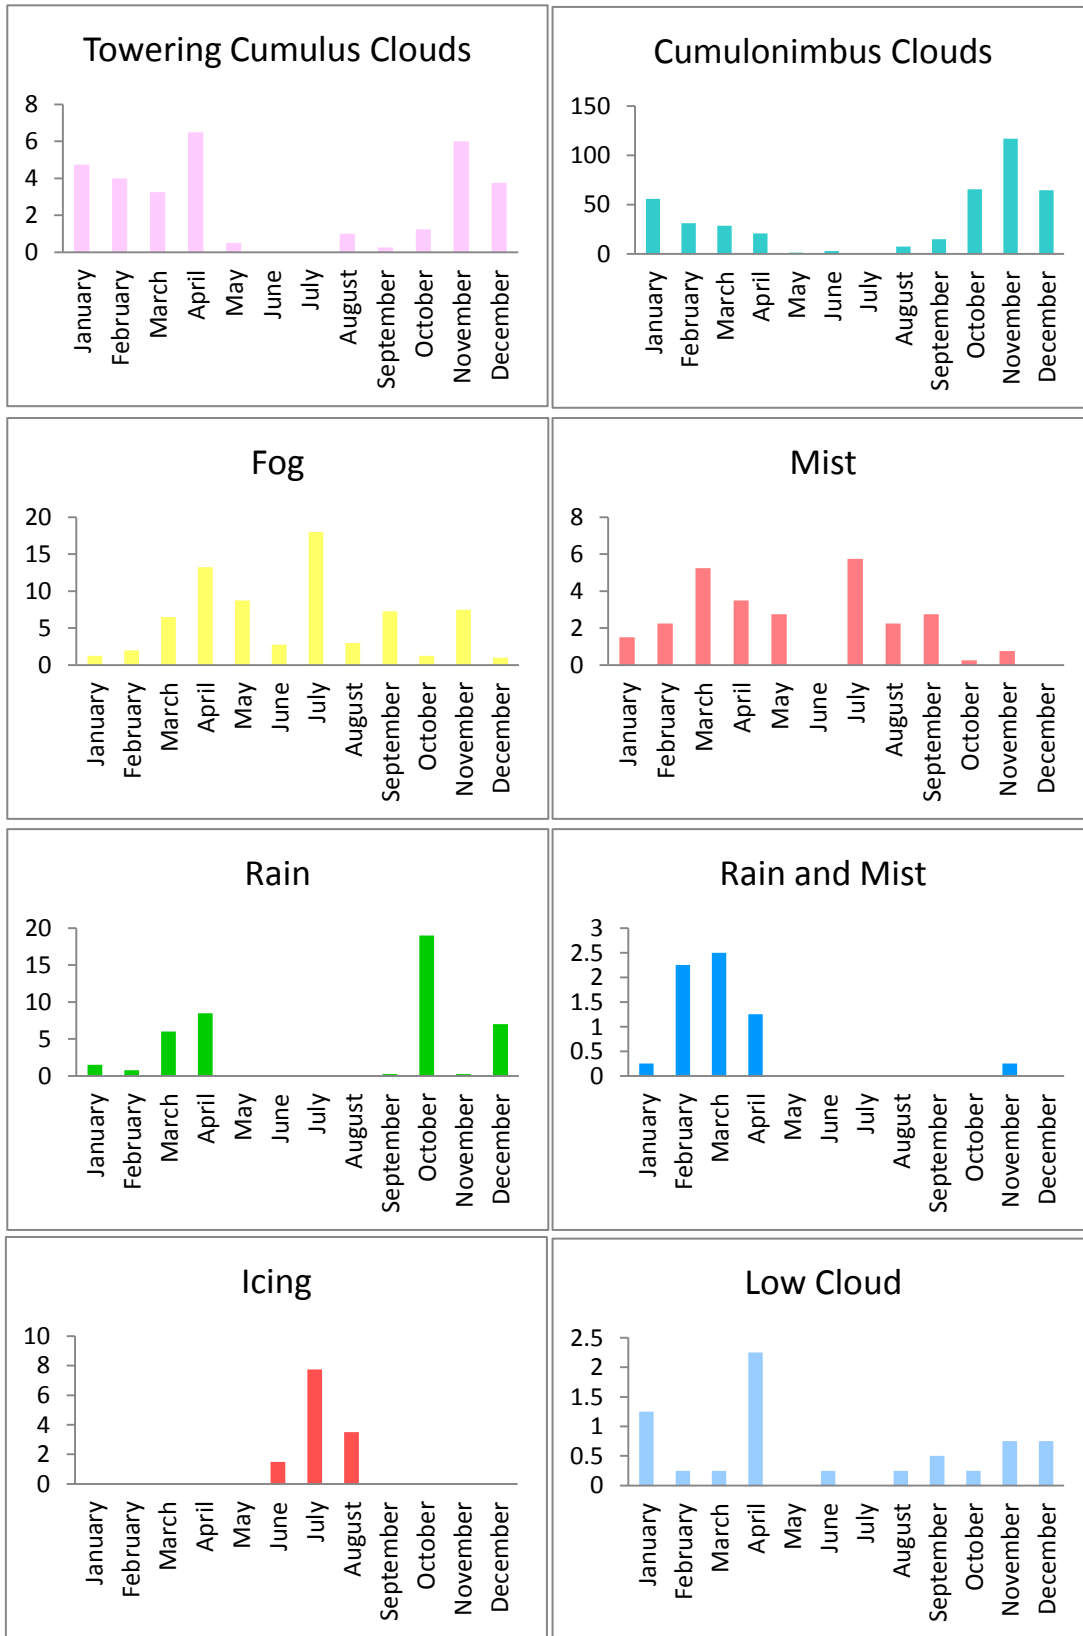 Towering Cumulus Clouds
8
6
4
2
0
January
February
March
April
May
June
July
August
September
October
November
December
Cumulonimbus Clouds
150
100
50
0
January
February
March
April
May
June
July
August
September
October
November
December
Fog
20
15
10
5
0
January
February
March
April
May
June
July
August
September
October
November
December
Mist
8
6
4
2
0
January
February
March
April
May
June
July
August
September
October
November
December
Rain
20
15
10
5
0
January
February
March
April
May
June
July
August
September
October
November
December
Rain and Mist
3
2.5
2
1.5
1
0.5
0
January
February
March
April
May
June
July
August
September
October
November
December
Icing
10
8
6
4
2
0
January
February
March
April
May
June
July
August
September
October
November
December
Low Cloud
2.5
2
1.5
1
0.5
0
January
February
March
April
May
June
July
August
September
October
November
December